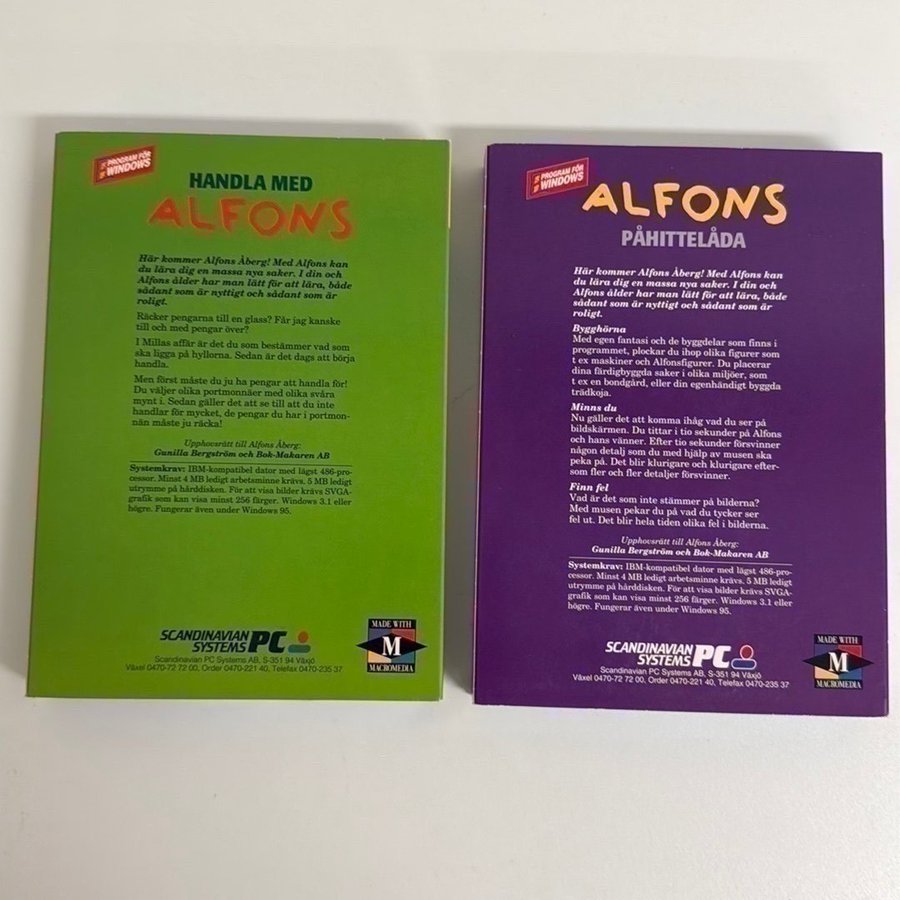 PROGRAM FÖR
WINDOWS
HANDLA MED
ALFONS
Här kommer Alfons Åberg! Med Alfons kan
du lära dig en massa nya saker. I din och
Alfons ålder har man lätt för att lära, både
sådant som är nyttigt och sådant som är
roligt.
Räcker pengarna till en glass? Får jag kanske
till och med pengar över?
I Millas affär är det du som bestämmer vad som
ska ligga på hyllorna. Sedan är det dags att börja
handla.
Men först måste du ju ha pengar att handla för!
Du väljer olika portmonnäer med olika svåra
mynt i. Sedan gäller det att se till att du inte
handlar för mycket, de pengar du har i portmon-
nän måste ju räcka!
Upphovsrätt till Alfons Åberg:
Gunilla Bergström och Bok-Makaren AB
Systemkrav: IBM-kompatibel dator med lägst 486-pro-
cessor. Minst 4 MB ledigt arbetsminne krävs. 5 MB ledigt
utrymme på hårddisken. För att visa bilder krävs SVGA-
grafik som kan visa minst 256 färger. Windows 3.1 eller
högre. Fungerar även under Windows 95.
SCANDINAVIAN
SYSTEMS PC
Scandinavian PC Systems AB, S-351 94 Växjö
Växel 0470-72 72 00, Order 0470-221 40, Telefax 0470-235 37
MADE WITH
M
MACROMEDIA
PROGRAM FÖR
WINDOWS
ALFONS
PÅHITTELÅDA
Här kommer Alfons Åberg! Med Alfons kan
du lära dig en massa nya saker. I din och
Alfons ålder har man lätt för att lära, både
sådant som är nyttigt och sådant som är
roligt.
Bygghörna
Med egen fantasi och de byggdelar som finns i
programmet, plockar du ihop olika figurer som
t ex maskiner och Alfonsfigurer. Du placerar
dina färdigbyggda saker i olika miljöer, som
t ex en bondgård, eller din egenhändigt byggda
trädkoja.
Minns du
Nu gäller det att komma ihåg vad du ser på
bildskärmen. Du tittar i tio sekunder på Alfons
och hans vänner. Efter tio sekunder försvinner
någon detalj som du med hjälp av musen ska
peka på. Det blir klurigare och klurigare efter-
som fler och fler detaljer försvinner.
Finn fel
Vad är det som inte stämmer på bilderna?
Med musen pekar du på vad du tycker ser
fel ut. Det blir hela tiden olika fel i bilderna.
Upphovsrätt till Alfons Åberg:
Gunilla Bergström och Bok-Makaren AB
Systemkrav: IBM-kompatibel dator med lägst 486-pro-
cessor. Minst 4 MB ledigt arbetsminne krävs. 5 MB ledigt
utrymme på hårddisken. För att visa bilder krävs SVGA-
grafik som kan visa minst 256 färger. Windows 3.1 eller
högre. Fungerar även under Windows 95.
SCANDINAVIAN
SYSTEMS PC
Scandinavian PC Systems AB, S-351 94 Växjö
Växel 0470-72 72 00, Order 0470-221 40, Telefax 0470-235 37
MADE WITH
M
MACROMEDIA